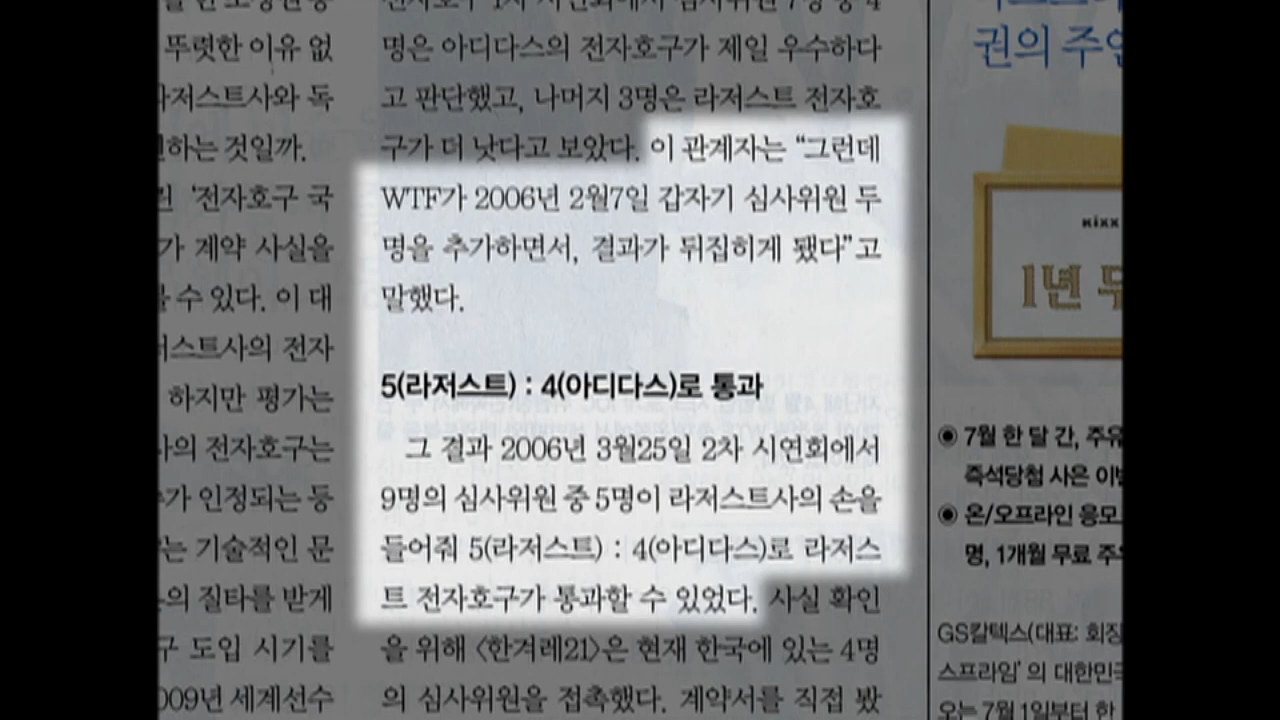 뚜렷한 이유 없
저스트사와 독
하는 것일까.
'전자호구 국
가 계약 사실을
수 있다. 이 대
스트사의 전자
하지만 평가는
사의 전자호구는
가 인정되는 등
는 기술적인 문
의 질타를 받게
구 도입 시기를
009년 세계선수
명은 아디다스의 전자호구가 제일 우수하다
고 판단했고, 나머지 3명은 라저스트 전자호
구가 더 낫다고 보았다. 이 관계자는 “그런데
WTF가 2006년 2월7일 갑자기 심사위원 두
명을 추가하면서, 결과가 뒤집히게 됐다”고
말했다.
5(라저스트) : 4(아디다스)로 통과
그 결과 2006년 3월25일 2차 시연회에서
9명의 심사위원 중 5명이 라저스트사의 손을
들어줘 5(라저스트) : 4(아디다스)로 라저스
트 전자호구가 통과할 수 있었다. 사실 확인
을 위해 〈한겨레21〉은 현재 한국에 있는 4명
의 심사위원을 접촉했다. 계약서를 직접 봤
권의 주
KIXX
1년 무
◉ 7월 한 달 간, 주유
즉석당첨 사은 이
◉ 온/오프라인 응모
명, 1개월 무료 주
GS칼텍스(대표: 회장
스프라임' 의 대한민
오는 7월 1일부터 한